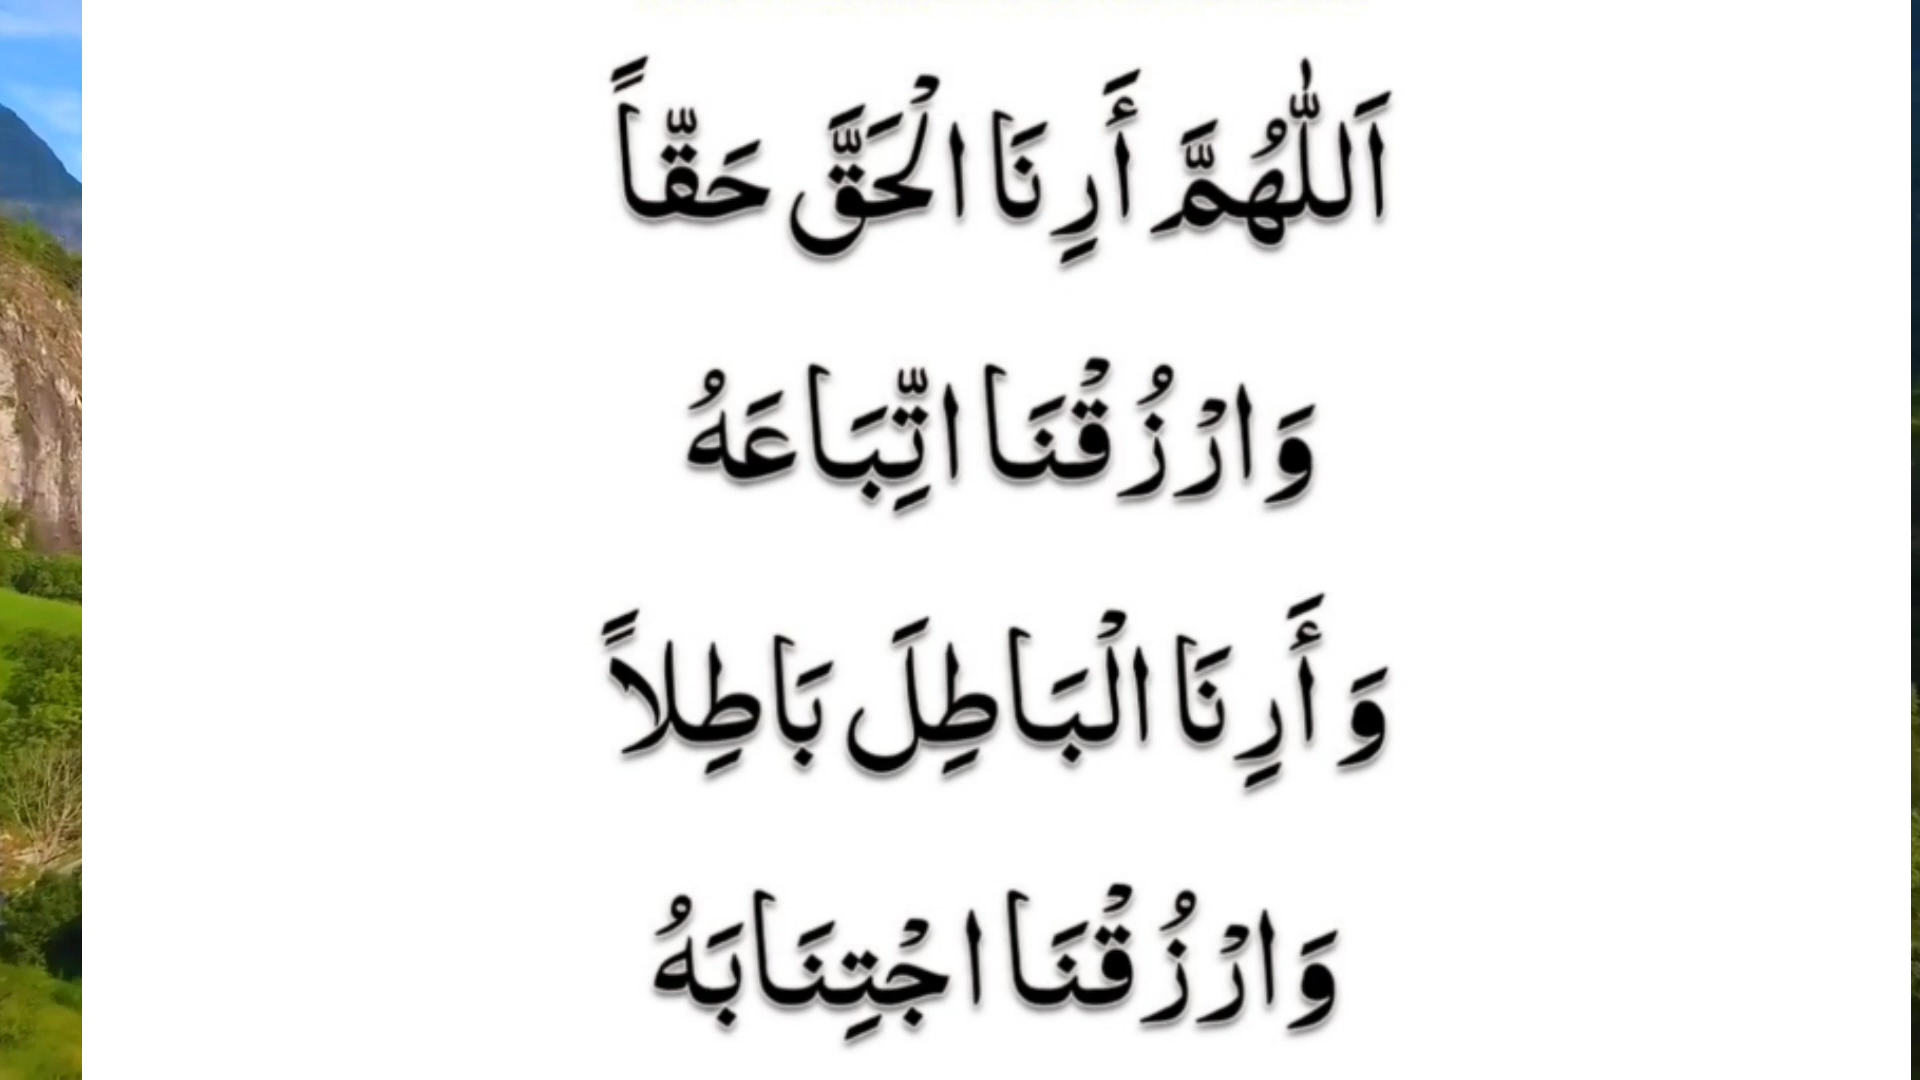 اَللّٰهُمَّ أَرِنَا الْحَقَّ حَقّاً
وَارْزُقْنَا اتِّبَاعَهُ
وَأَرِنَا الْبَاطِلَ بَاطِلاً
وَارْزُقْنَا اجْتِنَابَهُ